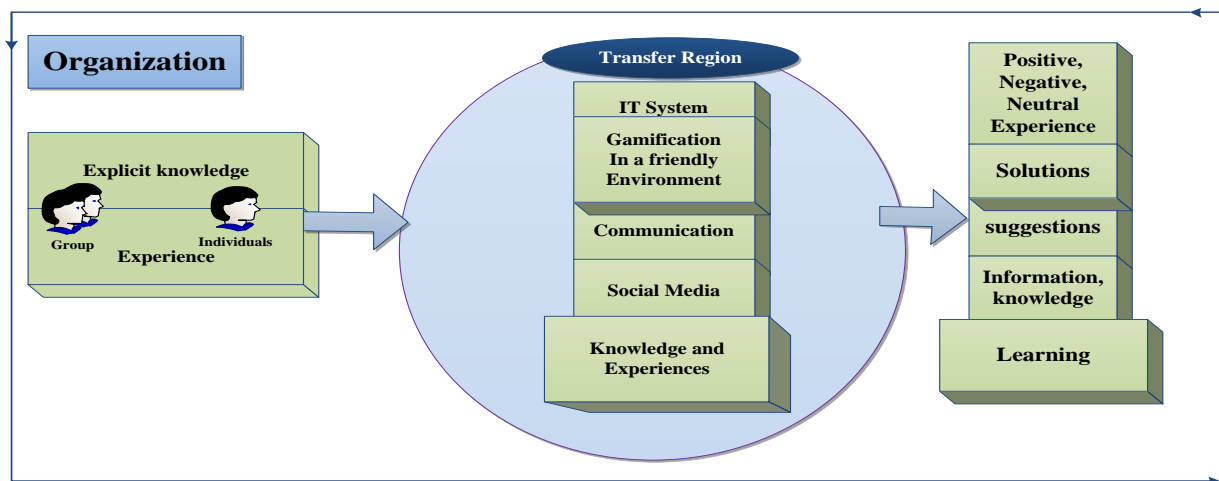 Organization
Explicit knowledge
Group
Individuals
Experience
Transfer Region
IT System
Gamification
In a friendly
Environment
Communication
Social Media
Knowledge and
Experiences
Positive,
Negative,
Neutral
Experience
Solutions
suggestions
Information,
knowledge
Learning